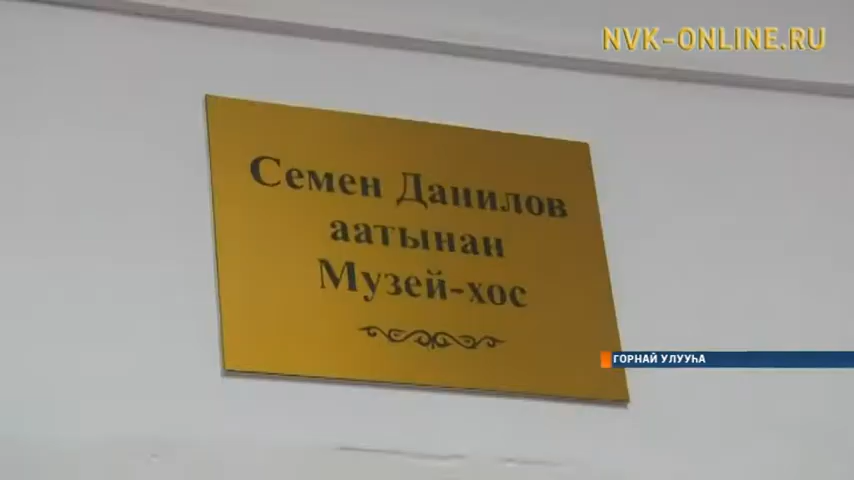 NVK-ONLINE.RU
Семен Данилов
аатынан
Музей-хос
ГОРНАЙ УЛУУҺА